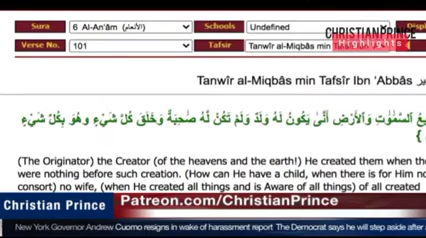 Sura 6 Al-An'âm (الأنعام) Schools Undefined
CHRISTIAN PRINCE
Highlights
Verse No. 101 Tafsir Tanwîr al-Miqbâs min
Tanwîr al-Miqbâs min Tafsîr Ibn 'Abbâs
ٱلسَّمَٰوَٰتِ وَٱلْأَرْضِ أَنَّىٰ يَكُونُ لَهُ وَلَدٌ وَلَمْ تَكُنْ لَّهُ صَٰحِبَةٌ وَخَلَقَ كُلَّ شَيْءٍ وَهُوَ بِكُلِّ شَيْءٍ
(The Originator) the Creator (of the heavens and the earth!) He created them when the
were nothing before such creation. (How can He have a child, when there is for Him no
consort) no wife, (when He created all things and is Aware of all things) of all created
Christian Prince Patreon.com/ChristianPrince
New York Governor Andrew Cuomo resigns in wake of harassment report The Democrat says he will step aside after